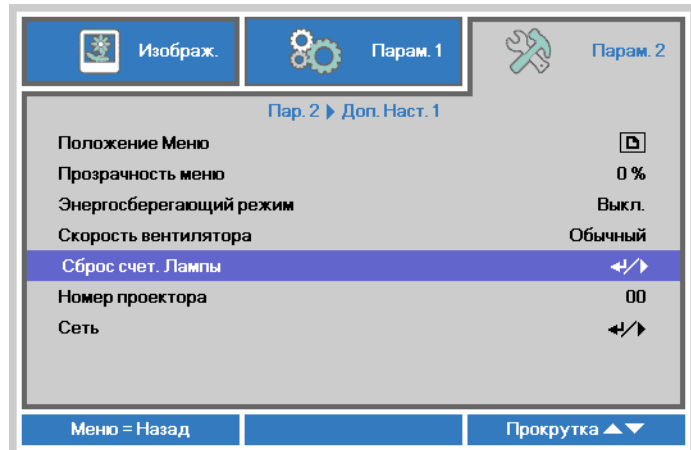 Изображ. Парам. 1 Парам. 2
Пар. 2 Доп. Наст. 1
Положение Меню
Прозрачность меню 0 %
Энергосберегающий режим Выкл.
Скорость вентилятора Обычный
Сброс счет. Лампы
Номер проектора 00
Сеть
Меню = Назад Прокрутка